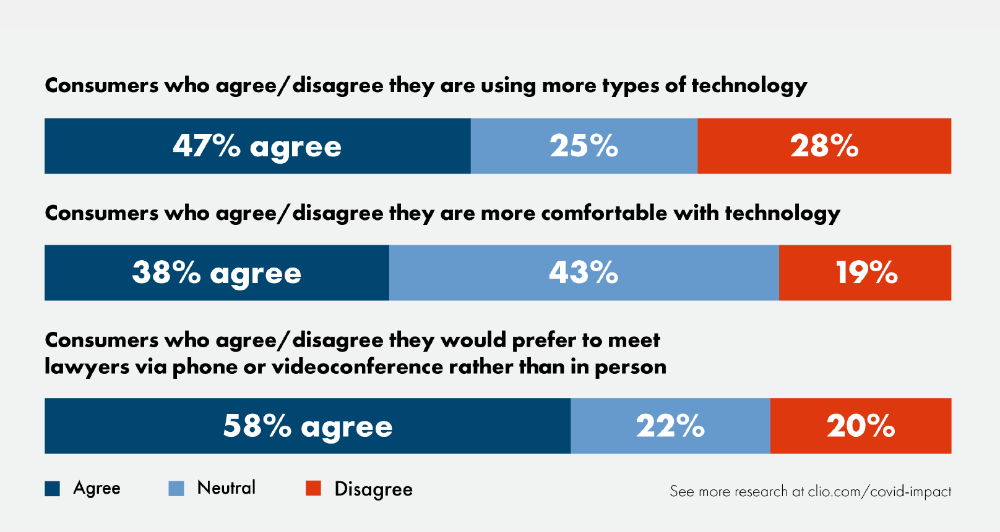 Consumers who agree/disagree they are using more types of technology
47% agree 25% 28%
Consumers who agree/disagree they are more comfortable with technology
38% agree 43% 19%
Consumers who agree/disagree they would prefer to meet
lawyers via phone or videoconference rather than in person
58% agree 22% 20%
Agree Neutral Disagree
See more research at clio.com/covid-impact